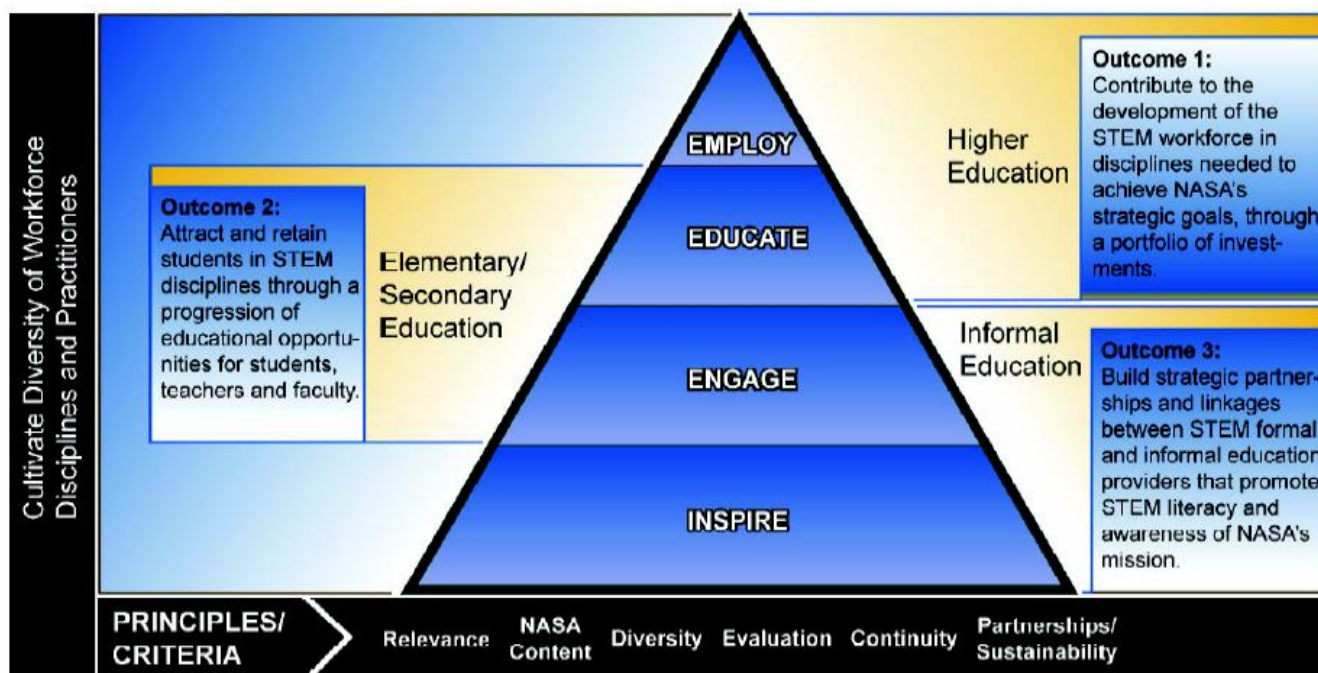 Cultivate Diversity of Workforce
Disciplines and Practitioners
Outcome 2:
Attract and retain
students in STEM
disciplines through a
progression of
educational opportu-
nities for students,
teachers and faculty.
Elementary/
Secondary
Education
EMPLOY
EDUCATE
ENGAGE
INSPIRE
Higher
Education
Outcome 1:
Contribute to the
development of the
STEM workforce in
disciplines needed to
achieve NASA's
strategic goals, through
a portfolio of invest-
ments.
Informal
Education
Outcome 3:
Build strategic partner-
ships and linkages
between STEM formal
and informal education
providers that promote
STEM literacy and
awareness of NASA's
mission.
PRINCIPLES/
CRITERIA
Relevance
NASA
Content
Diversity
Evaluation
Continuity
Partnerships/
Sustainability